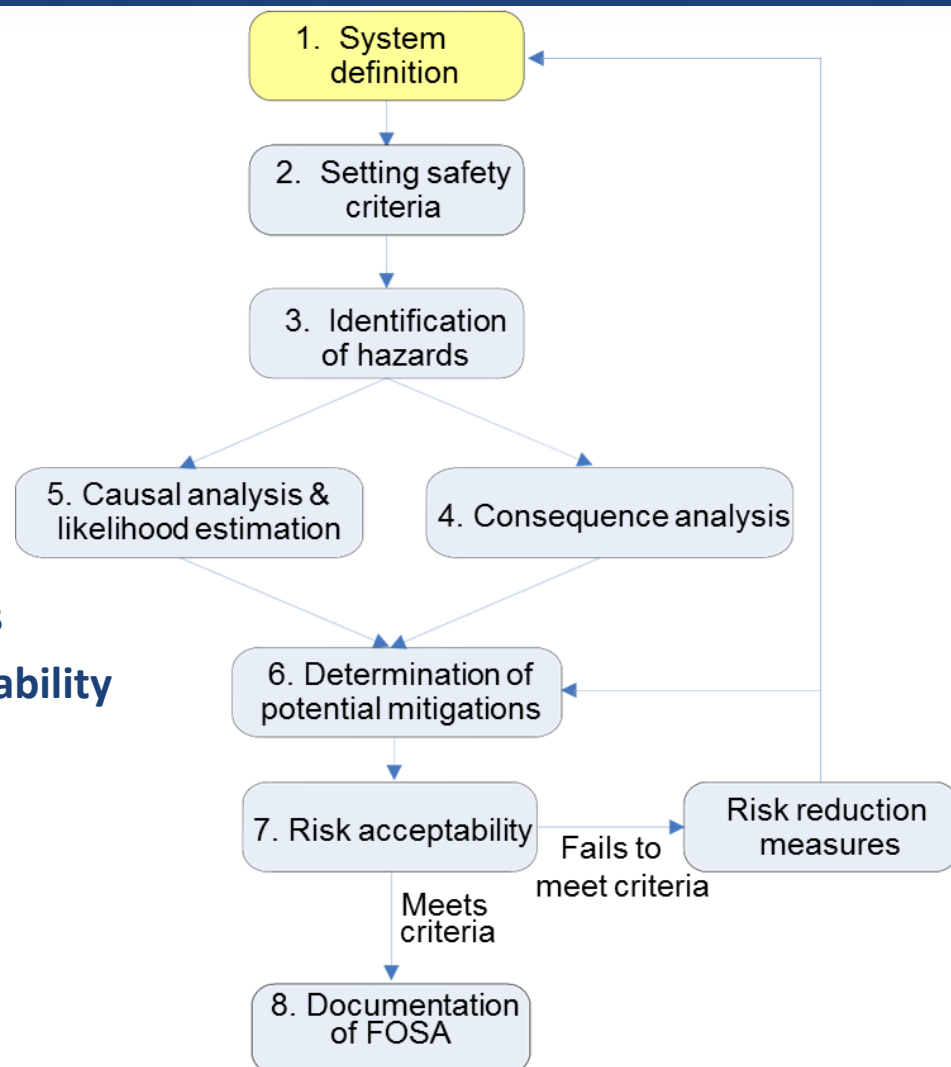 1. System
definition
2. Setting safety
criteria
3. Identification
of hazards
5. Causal analysis &
likelihood estimation
4. Consequence analysis
s
ability
6. Determination of
potential mitigations
7. Risk acceptability
Fails to
meet criteria
Risk reduction
measures
Meets
criteria
8. Documentation
of FOSA